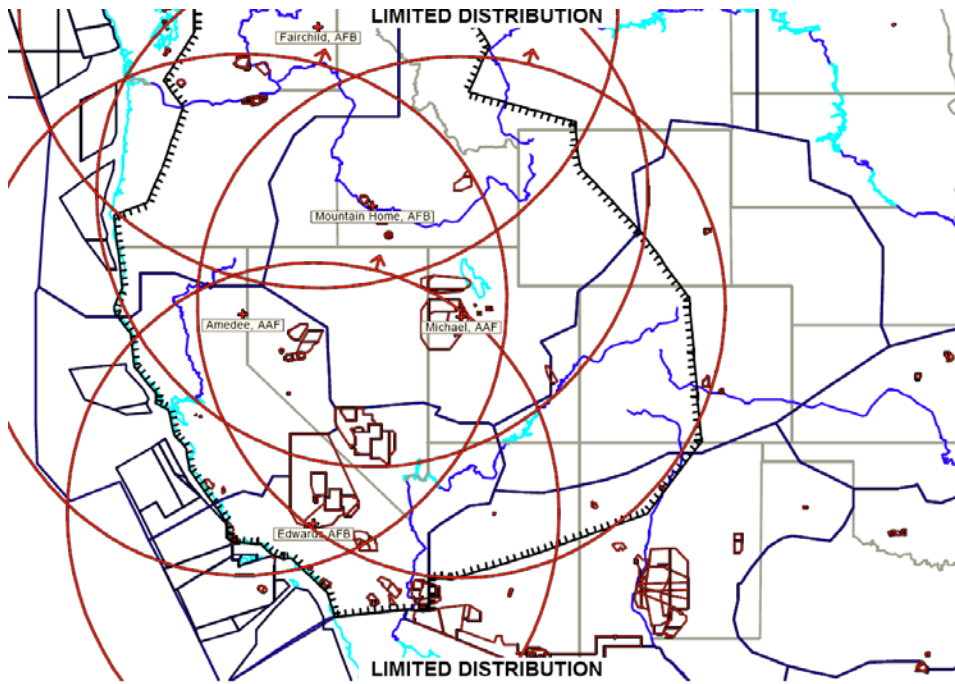 LIMITED DISTRIBUTION
Fairchild, AFB
Mountain Home, AFB
Amedee, AAF
Michael, AAF
Edwards AFB
LIMITED DISTRIBUTION